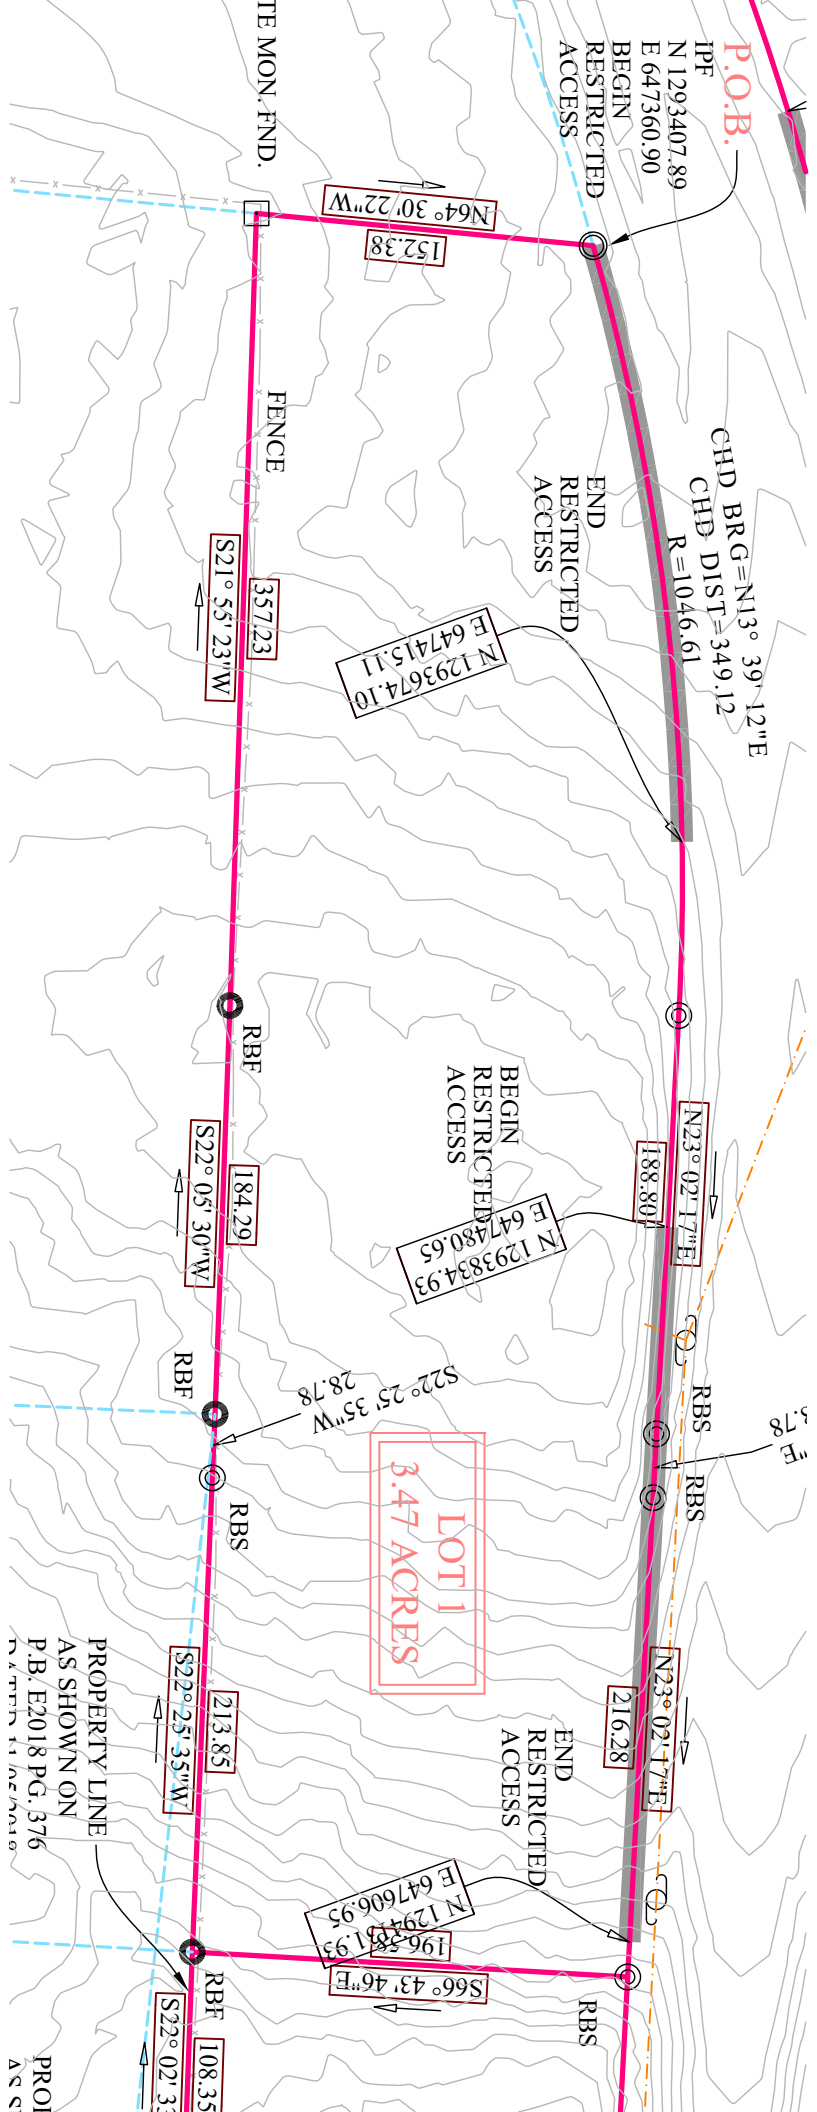 P.O.B.
IPF
N 1293407.89
E 647360.90
BEGIN
RESTRICTED
ACCESS
TE MON. FND.
N64° 30' 22"W
152.38
FENCE
CHD BRG=N13° 39' 12"E
CHD DIST=349.12
R=1046.61
END
RESTRICTED
ACCESS
N 1293674.10
E 647415.11
357.23
S21° 55' 23"W
RBF
BEGIN
RESTRICTED
ACCESS
N 1293834.93
E 647480.65
N23° 02' 17"E
188.80
184.29
S22° 05' 30"W
RBF
S22° 25' 35"W
28.78
RBS
RBS
RBS
LOT 1
3.47 ACRES
N23° 02' 17"E
216.28
213.85
S22° 25' 35"W
PROPERTY LINE
AS SHOWN ON
P.B. E2018 PG. 376
END
RESTRICTED
ACCESS
E 647606.95
S66° 43' 46"E
RBF
RBS
108.35